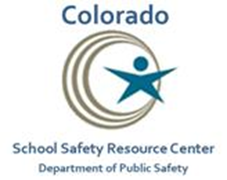 Colorado
School Safety Resource Center
Department of Public Safety